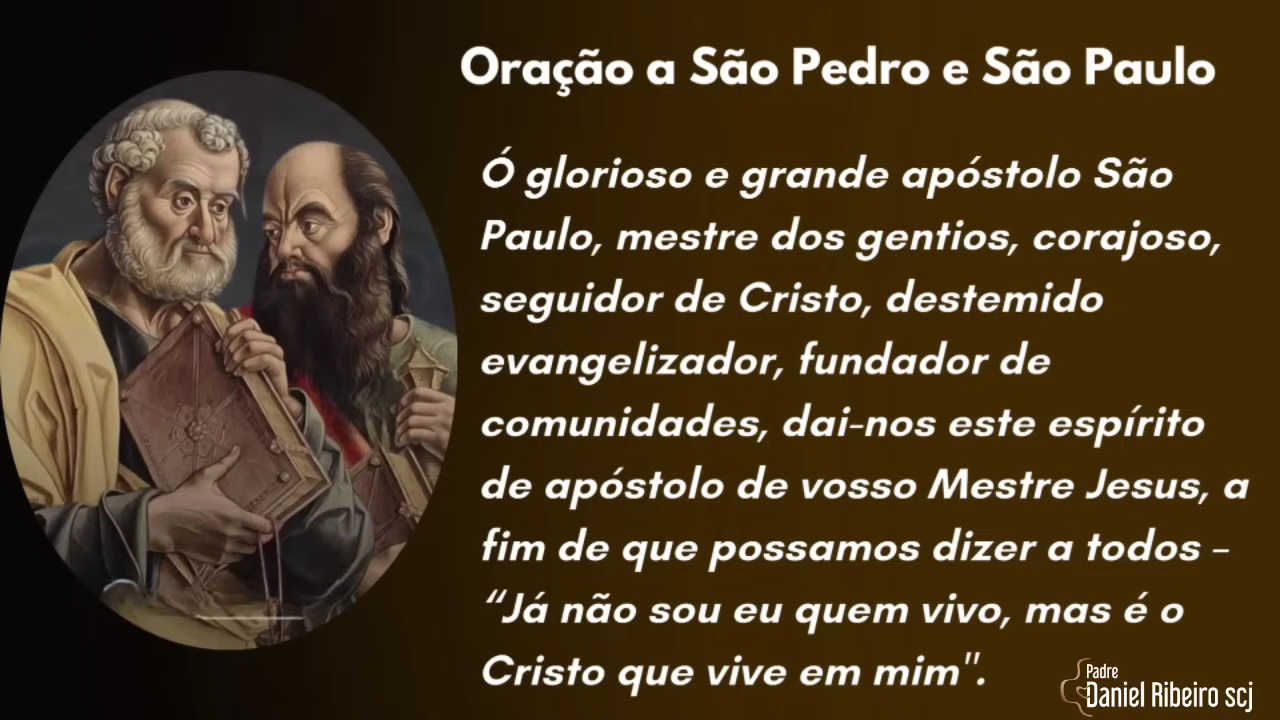 Oração a São Pedro e São Paulo
Ó glorioso e grande apóstolo São
Paulo, mestre dos gentios, corajoso,
seguidor de Cristo, destemido
evangelizador, fundador de
comunidades, dai-nos este espírito
de apóstolo de vosso Mestre Jesus, a
fim de que possamos dizer a todos –
“Já não sou eu quem vivo, mas é o
Cristo que vive em mim".
Padre
Daniel Ribeiro scj